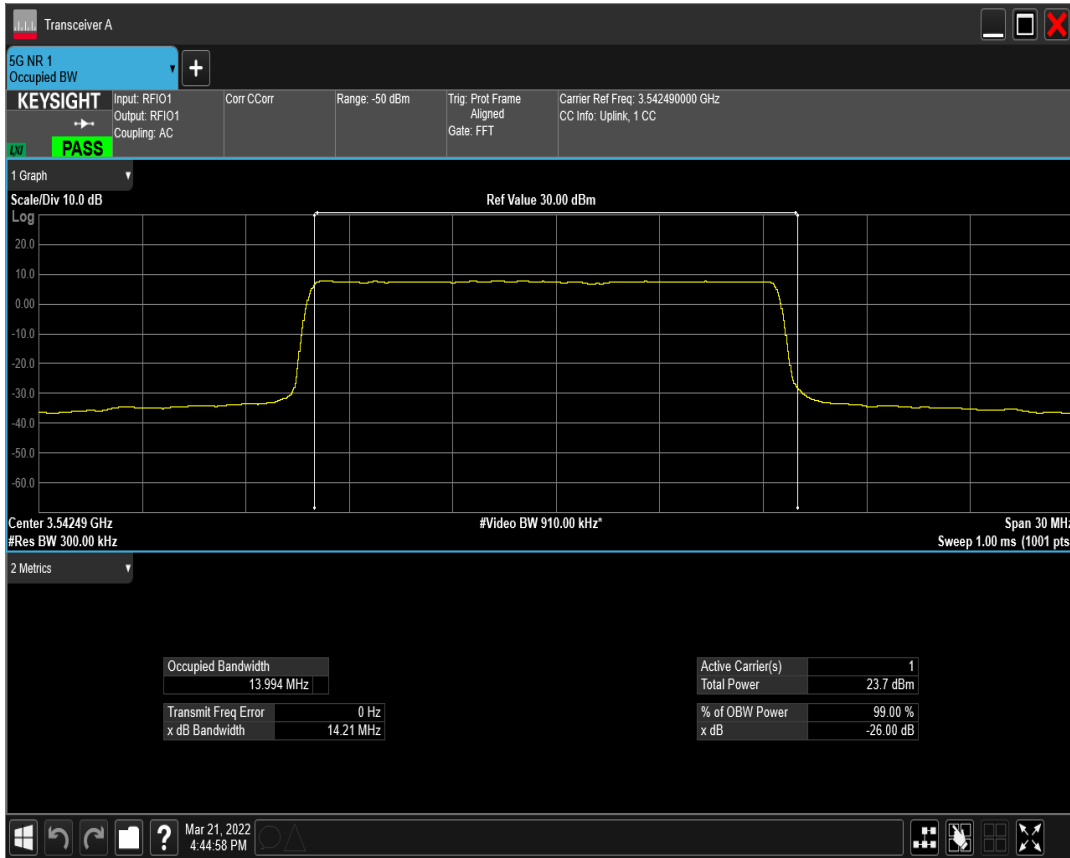 Transceiver A
5G NR 1
Occupied BW
KEYSIGHT
Input: RFIO1
Output: RFIO1
Coupling: AC
Corr CCorr
Range: -50 dBm
Trig: Prot Frame
Aligned
Gate: FFT
Carrier Ref Freq: 3.542490000 GHz
CC Info: Uplink, 1 CC
LXI
PASS
1 Graph
Scale/Div 10.0 dB
Ref Value 30.00 dBm
Log
20.0
10.0
0.00
-10.0
-20.0
-30.0
-40.0
-50.0
-60.0
Center 3.54249 GHz
#Video BW 910.00 kHz*
Span 30 MHz
#Res BW 300.00 kHz
Sweep 1.00 ms (1001 pts
2 Metrics
Occupied Bandwidth
13.994 MHz
Transmit Freq Error 0 Hz
x dB Bandwidth 14.21 MHz
Active Carrier(s) 1
Total Power 23.7 dBm
% of OBW Power 99.00 %
x dB -26.00 dB
?
Mar 21, 2022
4:44:58 PM